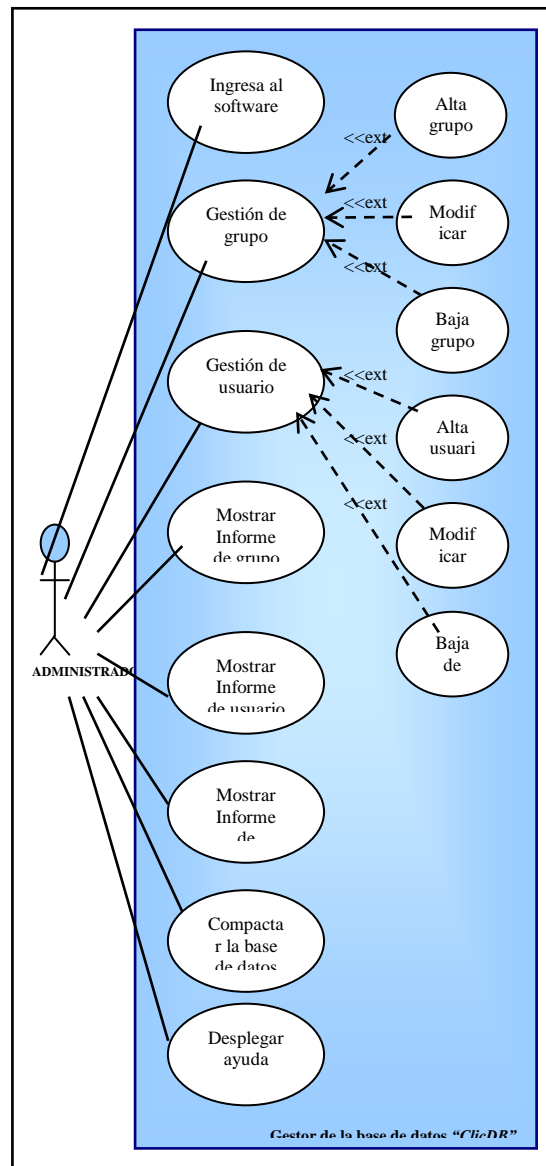 Ingresa al
software
Alta
grupo
<<ext
<<ext
Gestión de
grupo
Modif
icar
<<ext
Baja
grupo
Gestión de
usuario
<<ext
Alta
usuari
<<ext
<<ext
Mostrar
Informe
de grupo
Modif
icar
Baja
de
ADMINISTRADO
Mostrar
Informe
de usuario
Mostrar
Informe
de
Compacta
r la base
de datos
Desplegar
ayuda
Gestor de la base de datos “ClicDB”